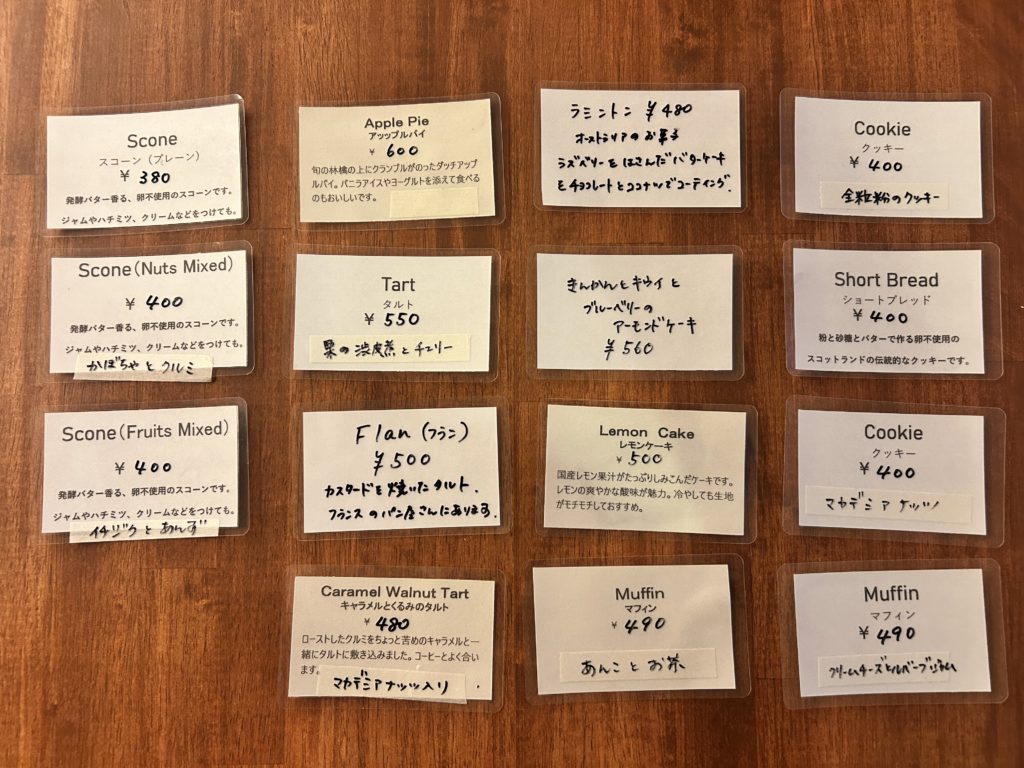 Scone
スコーン（プレーン）
¥ 380
発酵バター香る、卵不使用のスコーンです。
ジャムやハチミツ、クリームなどをつけても。
Apple Pie
アップルパイ
¥ 600
旬の林檎の上にクランブルがのったダッチアップ
ルパイ。バニラアイスやヨーグルトを添えて食べる
のもおいしいです。
ラミントン ¥480
オーストラリアのお菓子
ラズベリーをはさんだバターケーキ
をチョコレートとココナツでコーティング.
Cookie
クッキー
¥ 400
全粒粉のクッキー
Scone(Nuts Mixed)
¥ 400
発酵バター香る、卵不使用のスコーンです。
ジャムやハチミツ、クリームなどをつけても。
かぼちゃとクルミ
Tart
タルト
¥ 550
栗の渋皮煮とチェリー
きんかんとキウイと
ブルーベリーの
アーモンドケーキ
¥560
Short Bread
ショートブレッド
¥ 400
粉と砂糖とバターで作る卵不使用の
スコットランドの伝統的なクッキーです。
Scone(Fruits Mixed)
¥ 400
発酵バター香る、卵不使用のスコーンです。
ジャムやハチミツ、クリームなどをつけても。
イチジクとあんず
Flan (フラン)
¥500
カスタードを焼いたタルト.
フランスのパン屋さんにあります.
Lemon Cake
レモンケーキ
¥ 500
国産レモン果汁がたっぷりしみこんだケーキです。
レモンの爽やかな酸味が魅力。冷やしても生地
がモチモチしておすすめ。
Cookie
クッキー
¥ 400
マカデミアナッツ
Caramel Walnut Tart
キャラメルとくるみのタルト
¥ 480
ローストしたクルミをちょっと苦めのキャラメルと一
緒にタルトに敷き込みました。コーヒーとよく合い
ます。
マカデミアナッツ入り
Muffin
マフィン
¥ 490
あんことお茶
Muffin
マフィン
¥ 490
クリームチーズとルバーブジャム